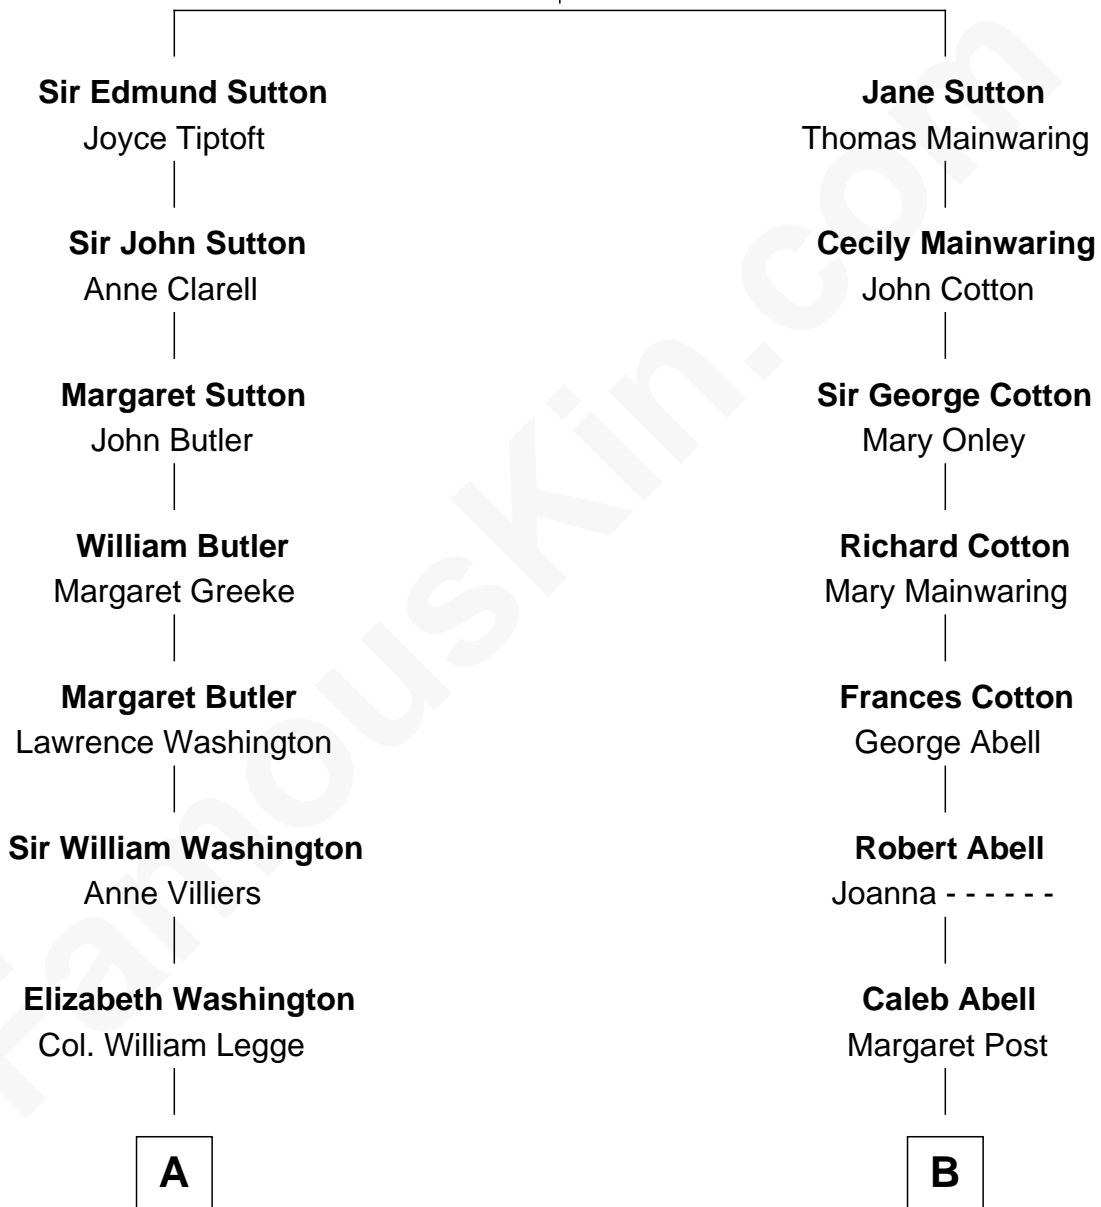 Sir Edmund Sutton
Joyce Tiptoft
Sir John Sutton
Anne Clarell
Margaret Sutton
John Butler
William Butler
Margaret Greeke
Margaret Butler
Lawrence Washington
Sir William Washington
Anne Villiers
Elizabeth Washington
Col. William Legge
A
Jane Sutton
Thomas Mainwaring
Cecily Mainwaring
John Cotton
Sir George Cotton
Mary Onley
Richard Cotton
Mary Mainwaring
Frances Cotton
George Abell
Robert Abell
Joanna - - - - - -
Caleb Abell
Margaret Post
B
FamousKin.com